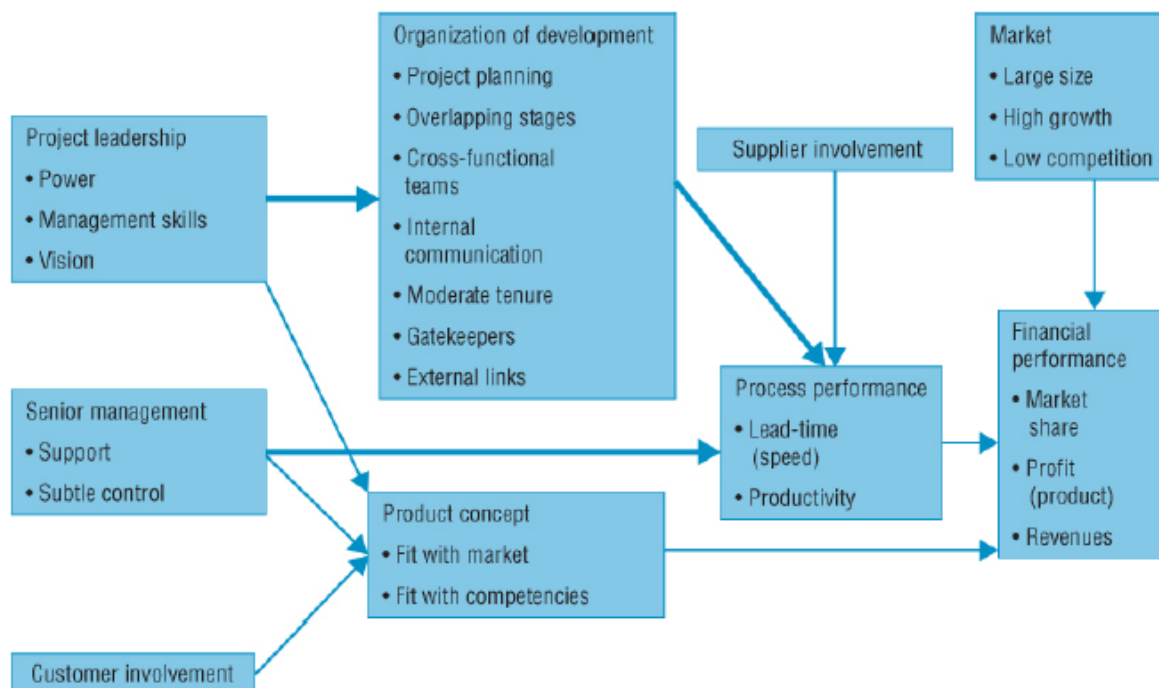 Organization of development
• Project planning
• Overlapping stages
• Cross-functional
teams
• Internal
communication
• Moderate tenure
• Gatekeepers
• External links
Market
• Large size
• High growth
• Low competition
Project leadership
• Power
• Management skills
• Vision
Supplier involvement
Senior management
• Support
• Subtle control
Process performance
• Lead-time
(speed)
• Productivity
Financial
performance
• Market
share
• Profit
(product)
• Revenues
Product concept
• Fit with market
• Fit with competencies
Customer involvement